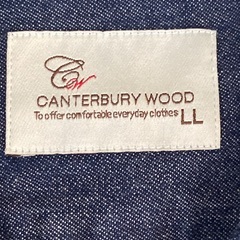 CW
CANTERBURY WOOD
To offer comfortable everyday clothes LL